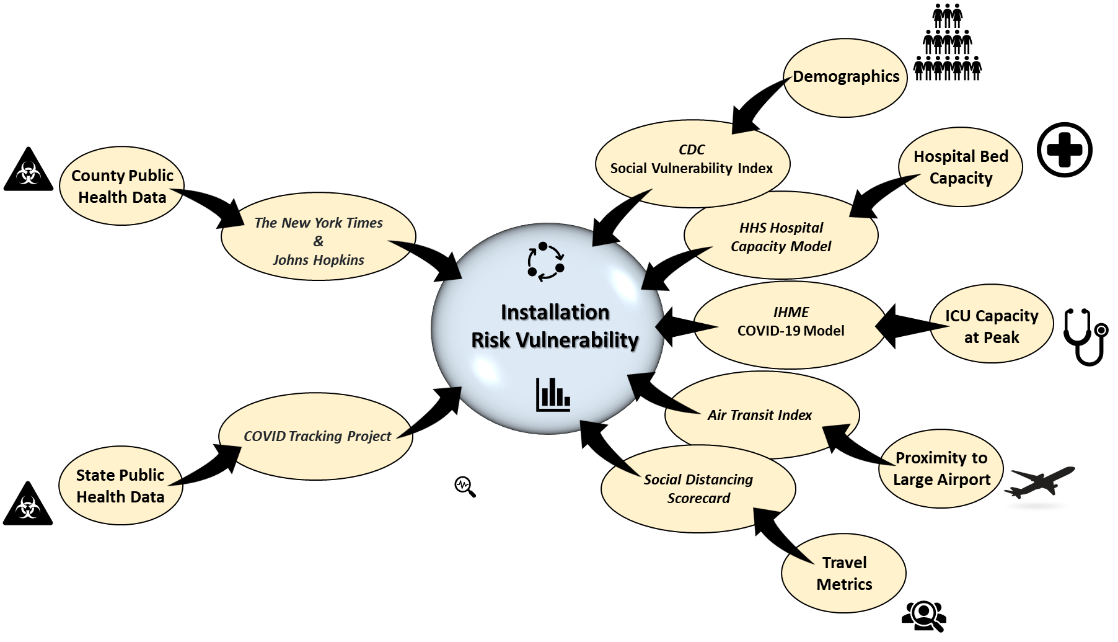 Demographics
CDC
Social Vulnerability Index
Hospital Bed
Capacity
County Public
Health Data
The New York Times
&
Johns Hopkins
HHS Hospital
Capacity Model
Installation
Risk Vulnerability
IHME
COVID-19 Model
ICU Capacity
at Peak
Air Transit Index
COVID Tracking Project
Proximity to
Large Airport
State Public
Health Data
Social Distancing
Scorecard
Travel
Metrics